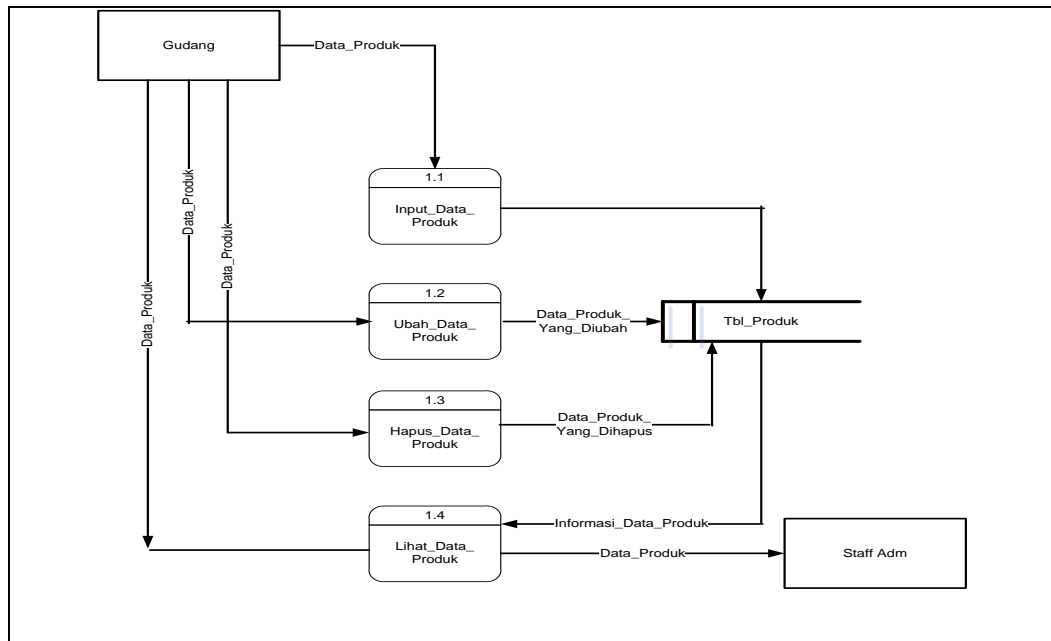 Gudang
Data_Produk
Data_Produk
Data_Produk
Data_Produk
1.1
Input_Data_
Produk
1.2
Ubah_Data_
Produk
Data_Produk_
Yang_Diubah
Tbl_Produk
1.3
Hapus_Data_
Produk
Data_Produk_
Yang_Dihapus
1.4
Lihat_Data_
Produk
Informasi_Data_Produk
Data_Produk
Staff Adm